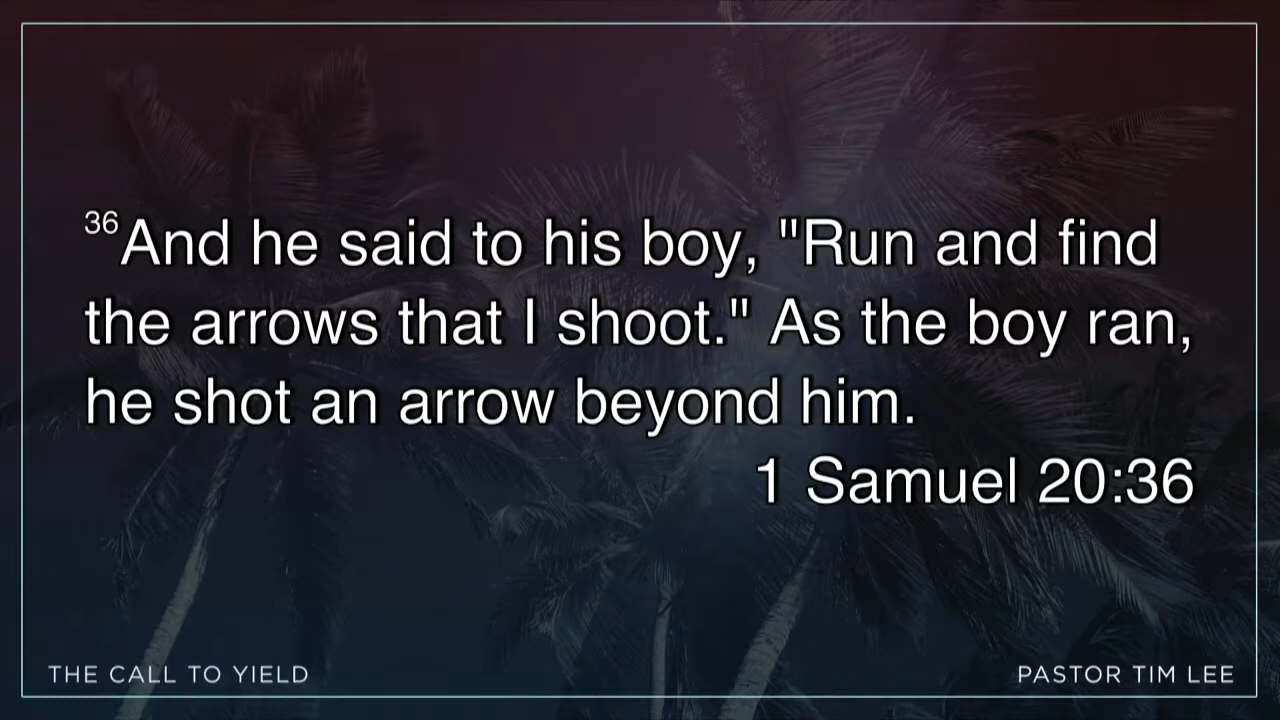 36And he said to his boy, "Run and find
the arrows that I shoot." As the boy ran,
he shot an arrow beyond him.
1 Samuel 20:36
THE CALL TO YIELD
PASTOR TIM LEE